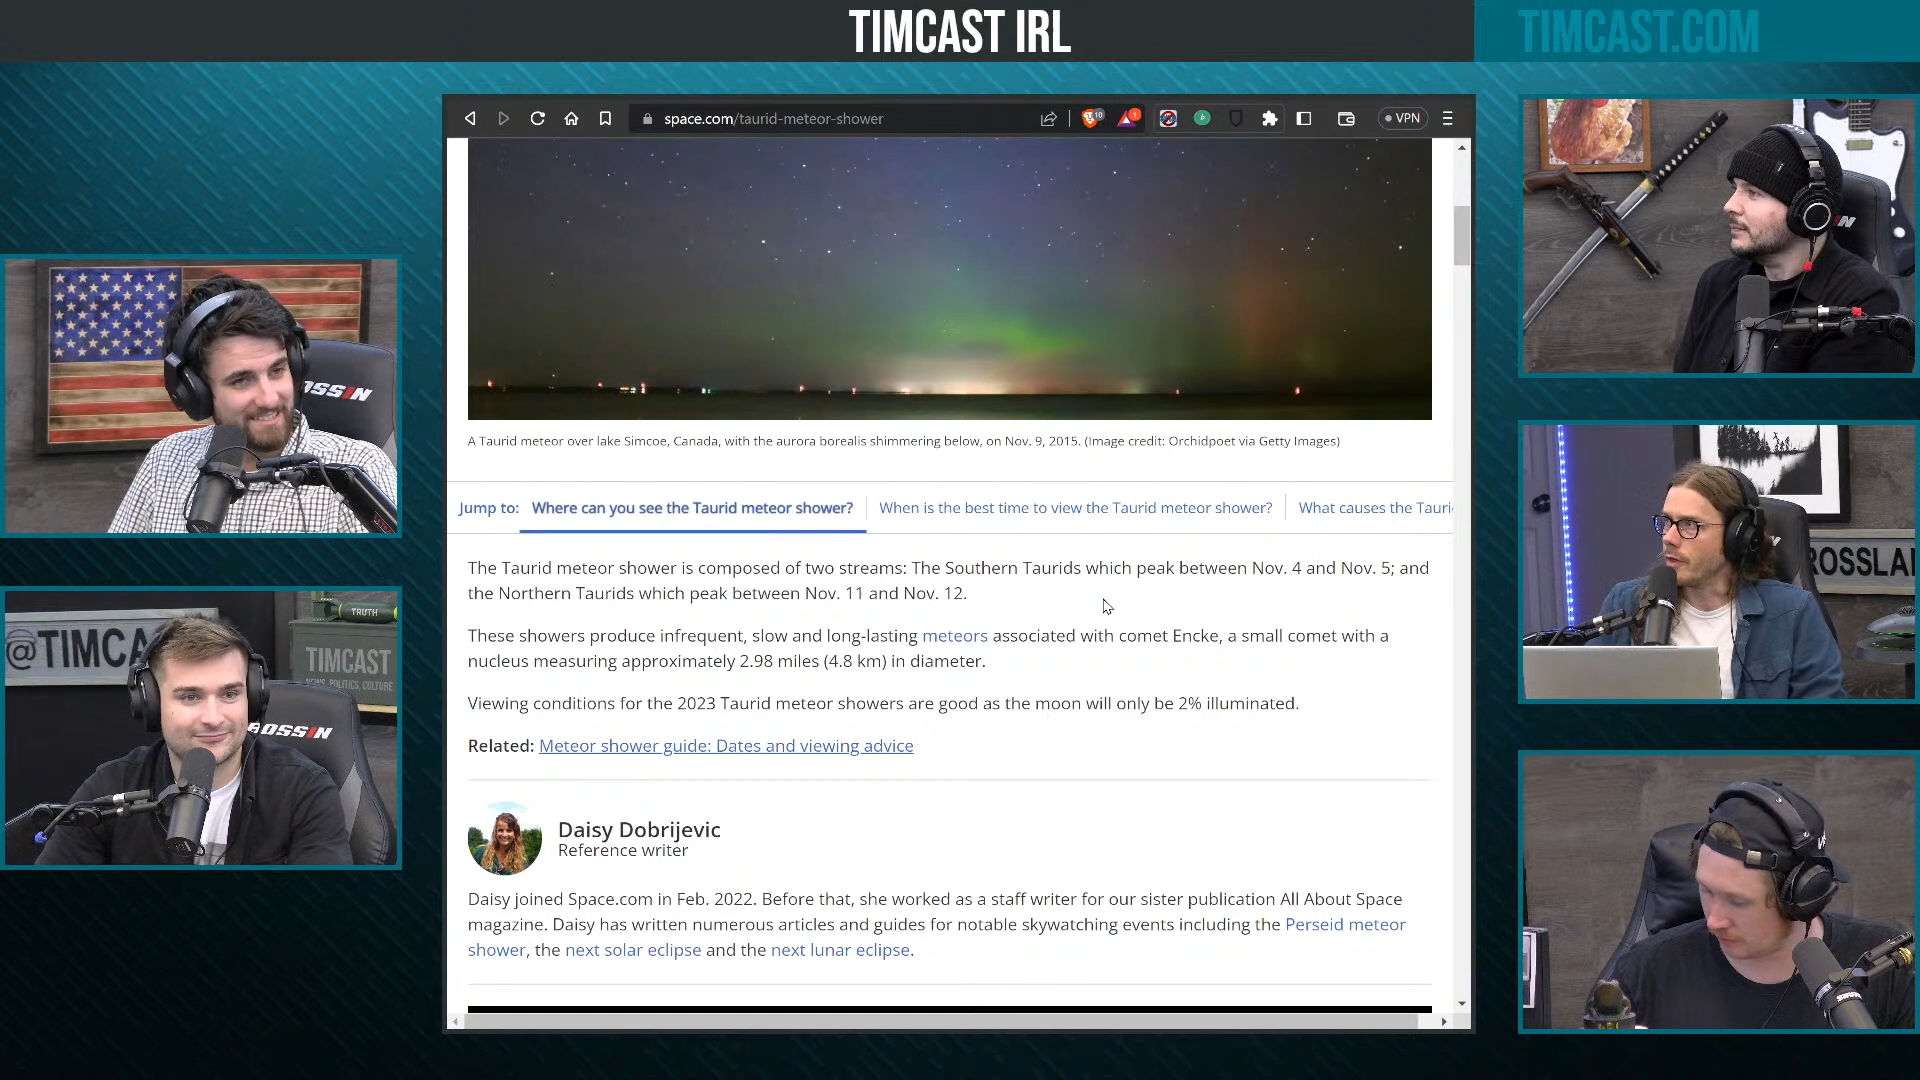 TIMCAST IRL
TIMCAST.COM
space.com/taurid-meteor-shower
10
1
VPN
A Taurid meteor over lake Simcoe, Canada, with the aurora borealis shimmering below, on Nov. 9, 2015. (Image credit: Orchidpoet via Getty Images)
Jump to: Where can you see the Taurid meteor shower? When is the best time to view the Taurid meteor shower? What causes the Tauri
The Taurid meteor shower is composed of two streams: The Southern Taurids which peak between Nov. 4 and Nov. 5; and
the Northern Taurids which peak between Nov. 11 and Nov. 12.
These showers produce infrequent, slow and long-lasting meteors associated with comet Encke, a small comet with a
nucleus measuring approximately 2.98 miles (4.8 km) in diameter.
Viewing conditions for the 2023 Taurid meteor showers are good as the moon will only be 2% illuminated.
Related: Meteor shower guide: Dates and viewing advice
Daisy Dobrijevic
Reference writer
Daisy joined Space.com in Feb. 2022. Before that, she worked as a staff writer for our sister publication All About Space
magazine. Daisy has written numerous articles and guides for notable skywatching events including the Perseid meteor
shower, the next solar eclipse and the next lunar eclipse.
OSSIN
@TIMCA
TRUTH
TIMCAST
NEWS, POLITICS, CULTURE
ROSSIN
IN
ROSSLA